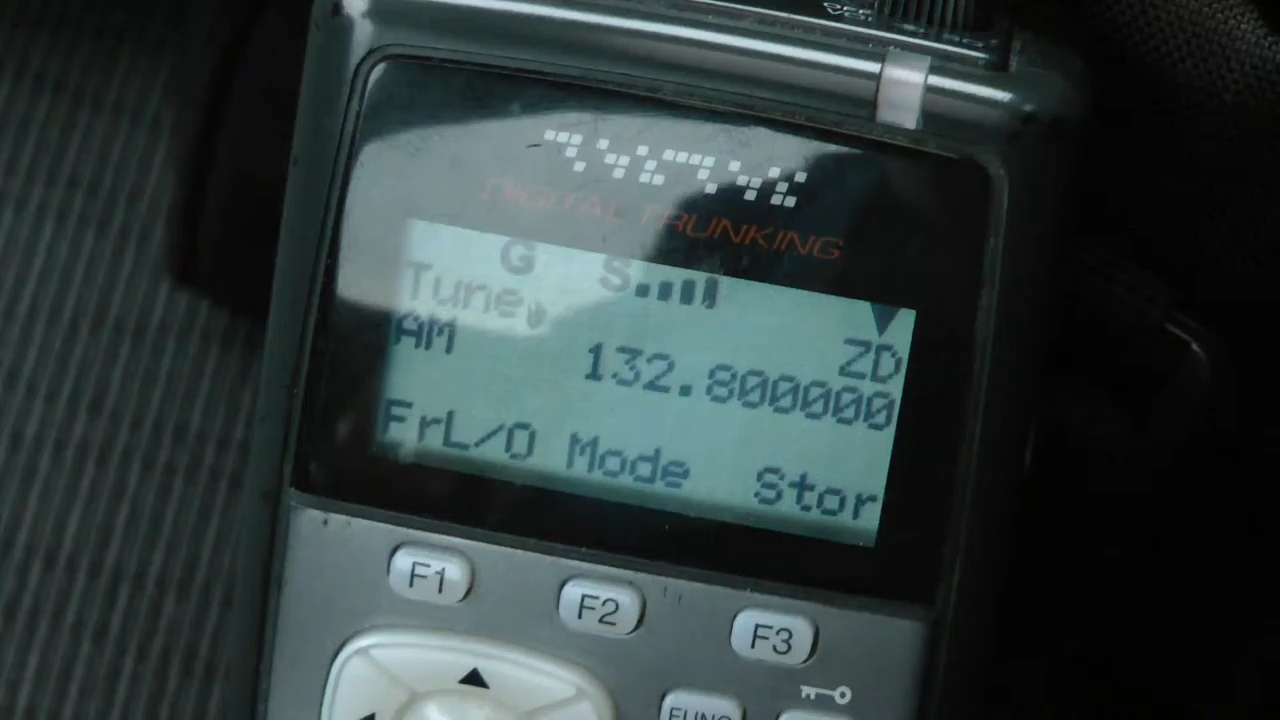 DIGITAL TRUNKING
G S
Tune
ZD
AM 132.800000
FrL/O Mode Stor
F1 F2 F3
FUNC